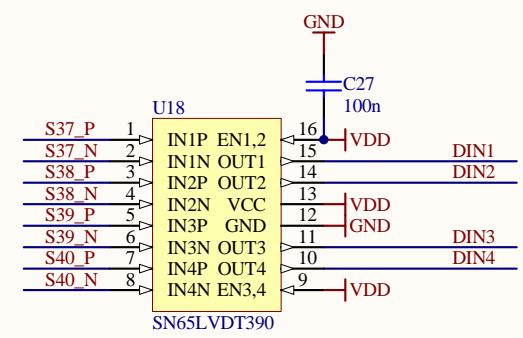 GND
C27
100n
U18
S37_P 1 IN1P EN1,2 16 VDD
S37_N 2 IN1N OUT1 15 DIN1
S38_P 3 IN2P OUT2 14 DIN2
S38_N 4 IN2N VCC 13 VDD
S39_P 5 IN3P GND 12 GND
S39_N 6 IN3N OUT3 11 DIN3
S40_P 7 IN4P OUT4 10 DIN4
S40_N 8 IN4N EN3,4 9 VDD
SN65LVDT390